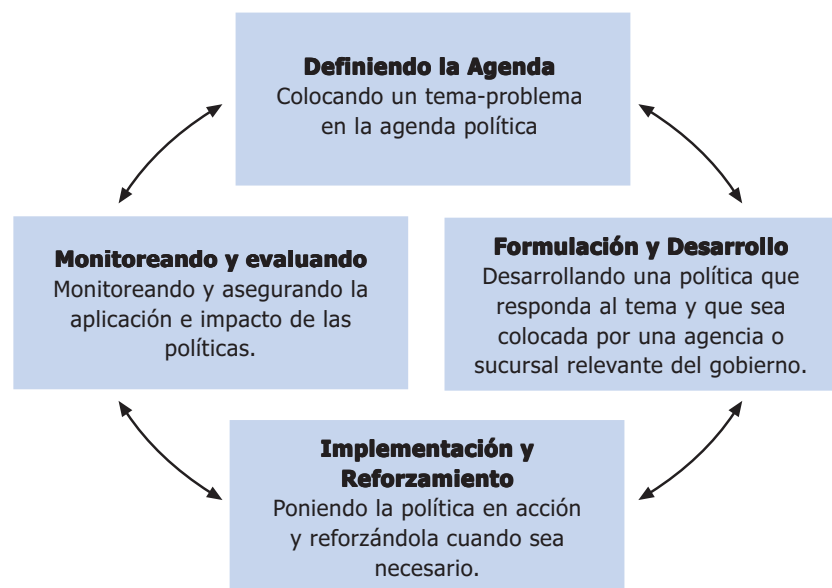 Definiendo la Agenda
Colocando un tema-problema
en la agenda política
Monitoreando y evaluando
Monitoreando y asegurando la
aplicación e impacto de las
políticas.
Formulación y Desarrollo
Desarrollando una política que
responda al tema y que sea
colocada por una agencia o
sucursal relevante del gobierno.
Implementación y
Reforzamiento
Poniendo la política en acción
y reforzándola cuando sea
necesario.